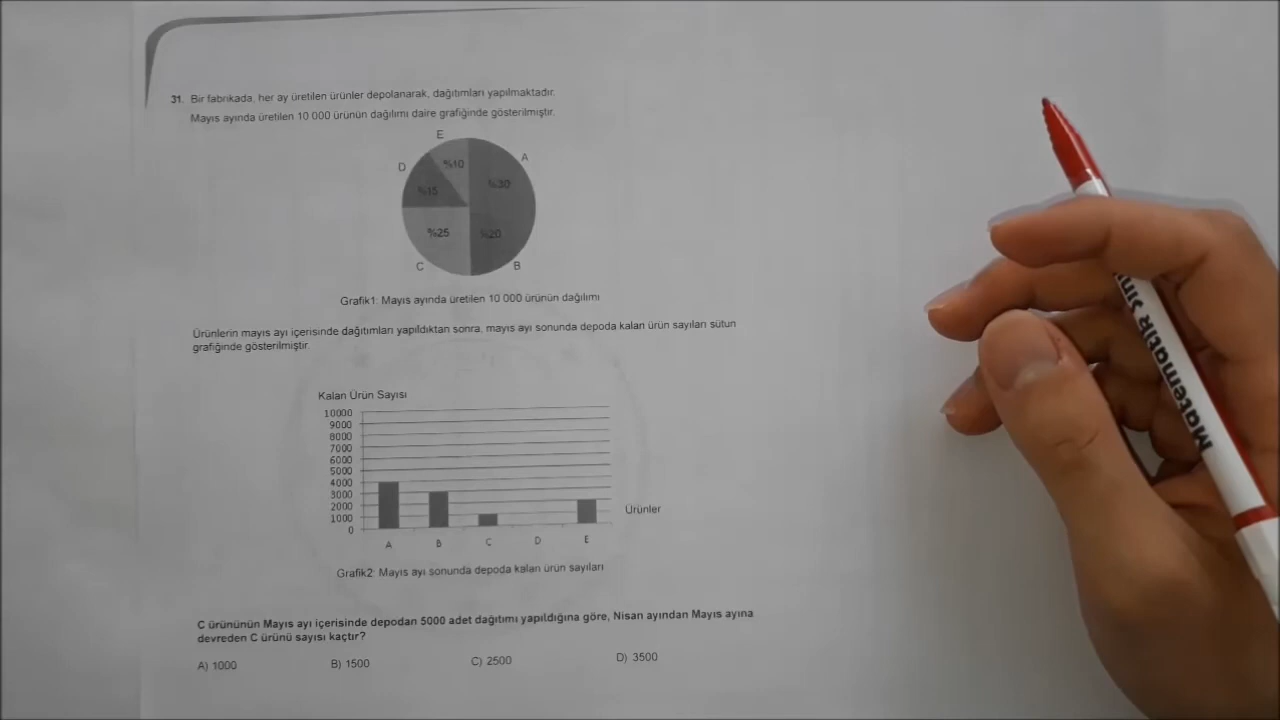 31. Bir fabrikada, her ay üretilen ürünler depolanarak, dağıtımları yapılmaktadır.
Mayıs ayında üretilen 10 000 ürünün dağılımı daire grafiğinde gösterilmiştir.
E
D
A
%10
%30
%15
%25
%20
C
B
Grafik1: Mayıs ayında üretilen 10 000 ürünün dağılımı
Ürünlerin mayıs ayı içerisinde dağıtımları yapıldıktan sonra, mayıs ayı sonunda depoda kalan ürün sayıları sütun
grafiğinde gösterilmiştir.
Kalan Ürün Sayısı
10000
9000
8000
7000
6000
5000
4000
3000
2000
1000
0
Ürünler
A B C D E
Grafik2: Mayıs ayı sonunda depoda kalan ürün sayıları
C ürününün Mayıs ayı içerisinde depodan 5000 adet dağıtımı yapıldığına göre, Nisan ayından Mayıs ayına
devreden C ürünü sayısı kaçtır?
A) 1000 B) 1500 C) 2500 D) 3500
Matematik Sını